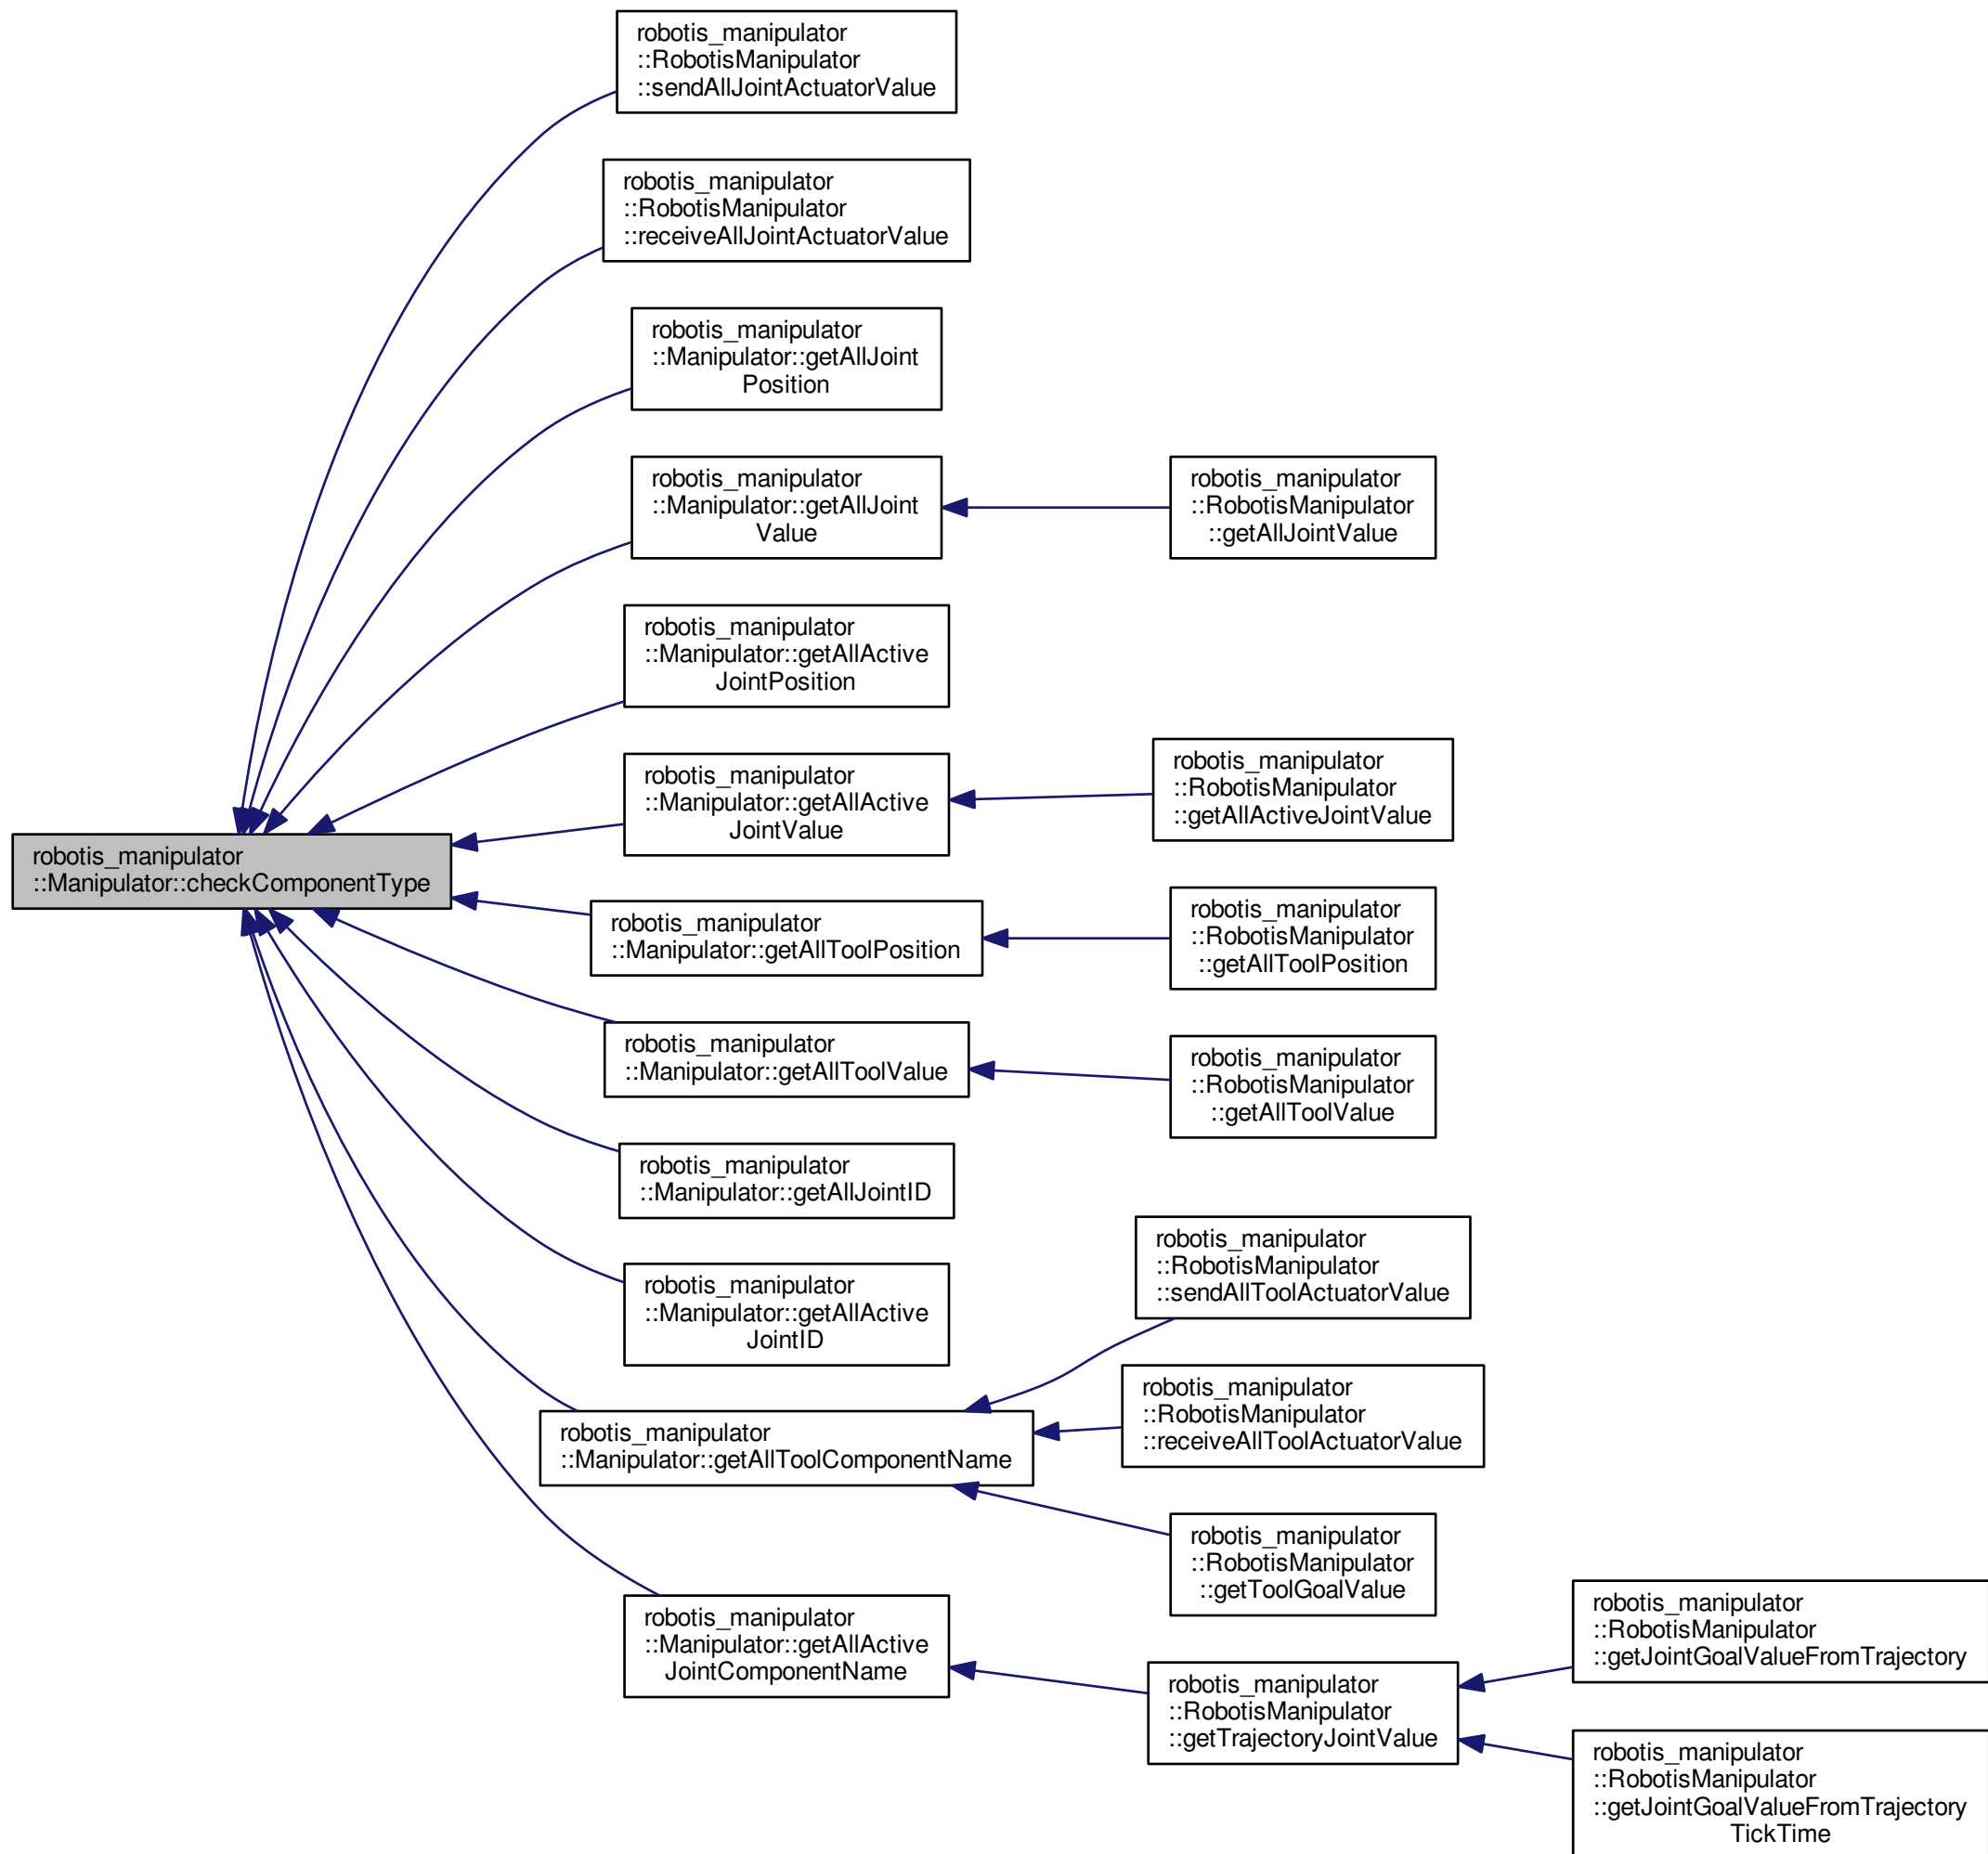 robotis_manipulator
::RobotisManipulator
::sendAllJointActuatorValue
robotis_manipulator
::RobotisManipulator
::receiveAllJointActuatorValue
robotis_manipulator
::Manipulator::getAllJoint
Position
robotis_manipulator
::Manipulator::getAllJoint
Value
robotis_manipulator
::RobotisManipulator
::getAllJointValue
robotis_manipulator
::Manipulator::getAllActive
JointPosition
robotis_manipulator
::Manipulator::getAllActive
JointValue
robotis_manipulator
::RobotisManipulator
::getAllActiveJointValue
robotis_manipulator
::Manipulator::checkComponentType
robotis_manipulator
::Manipulator::getAllToolPosition
robotis_manipulator
::RobotisManipulator
::getAllToolPosition
robotis_manipulator
::Manipulator::getAllToolValue
robotis_manipulator
::RobotisManipulator
::getAllToolValue
robotis_manipulator
::Manipulator::getAllJointID
robotis_manipulator
::Manipulator::getAllActive
JointID
robotis_manipulator
::RobotisManipulator
::sendAllToolActuatorValue
robotis_manipulator
::RobotisManipulator
::receiveAllToolActuatorValue
robotis_manipulator
::Manipulator::getAllToolComponentName
robotis_manipulator
::RobotisManipulator
::getToolGoalValue
robotis_manipulator
::Manipulator::getAllActive
JointComponentName
robotis_manipulator
::RobotisManipulator
::getTrajectoryJointValue
robotis_manipulator
::RobotisManipulator
::getJointGoalValueFromTrajectory
robotis_manipulator
::RobotisManipulator
::getJointGoalValueFromTrajectory
TickTime